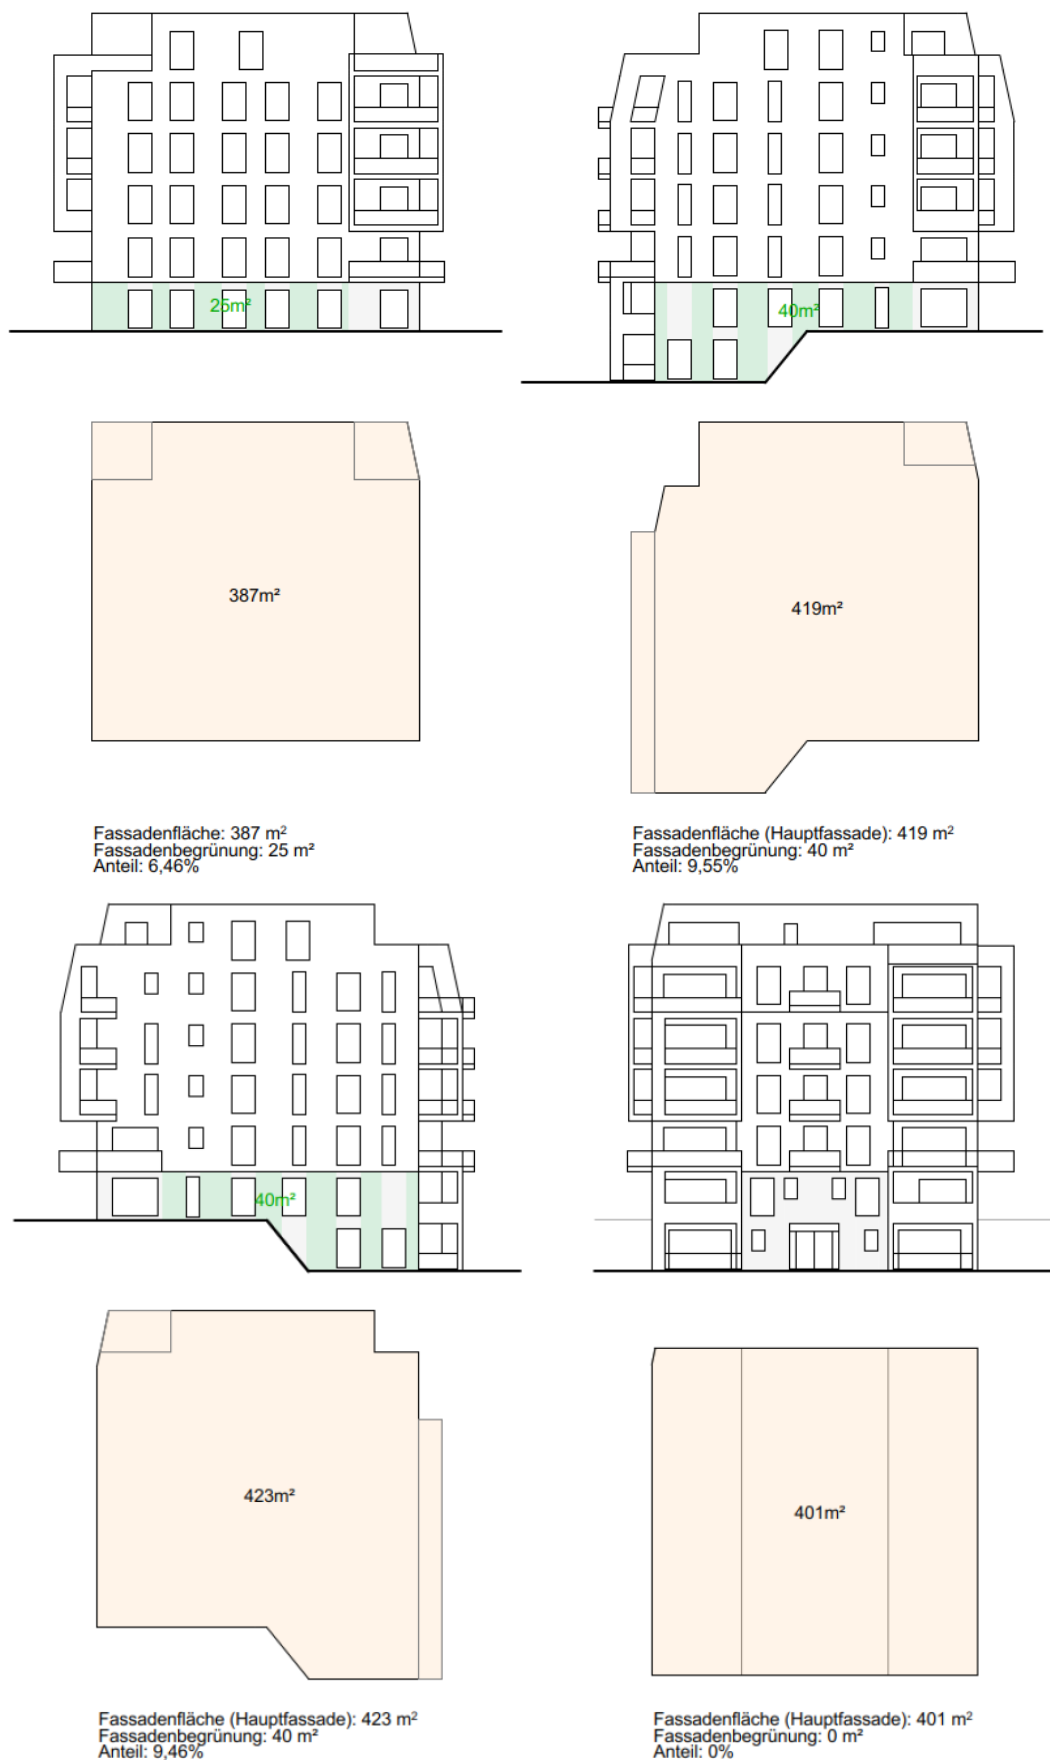 25m²
40m²
387m²
419m²
Fassadenfläche: 387 m²
Fassadenbegrünung: 25 m²
Anteil: 6,46%
Fassadenfläche (Hauptfassade): 419 m²
Fassadenbegrünung: 40 m²
Anteil: 9,55%
40m²
423m²
401m²
Fassadenfläche (Hauptfassade): 423 m²
Fassadenbegrünung: 40 m²
Anteil: 9,46%
Fassadenfläche (Hauptfassade): 401 m²
Fassadenbegrünung: 0 m²
Anteil: 0%